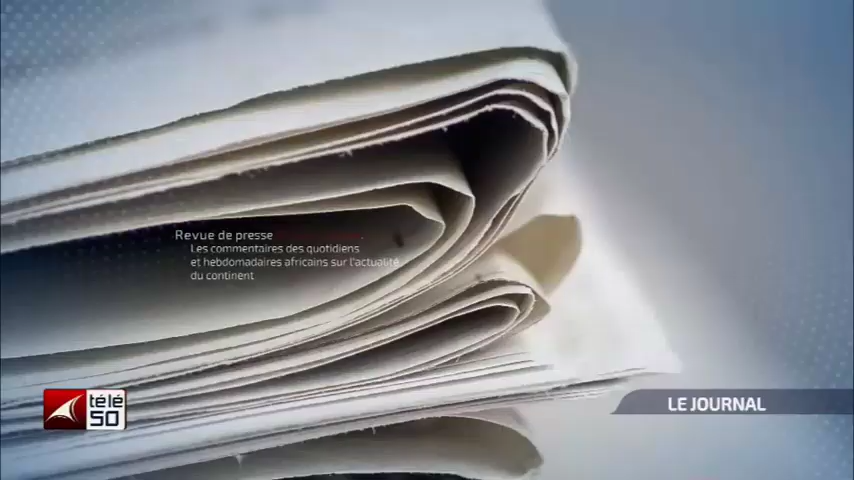 Revue de presse
Les commentaires des quotidiens
et hebdomadaires africains sur l'actualité
du continent
télé
50
LE JOURNAL